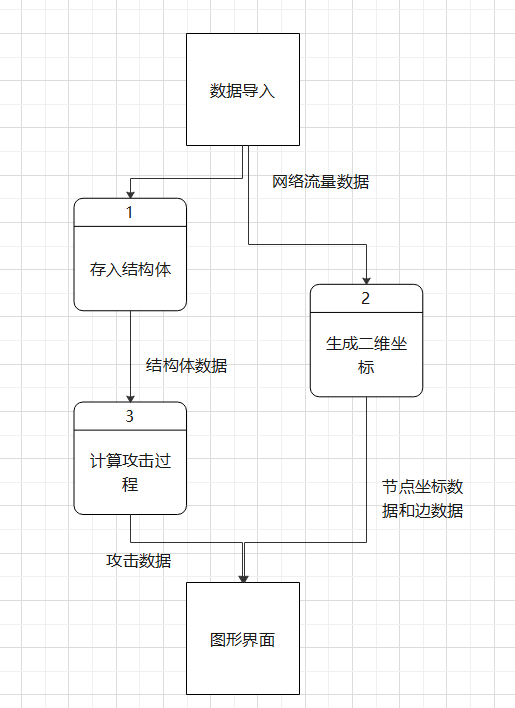 数据导入
网络流量数据
1
存入结构体
2
生成二维坐
标
结构体数据
3
计算攻击过
程
节点坐标数
据和边数据
攻击数据
图形界面